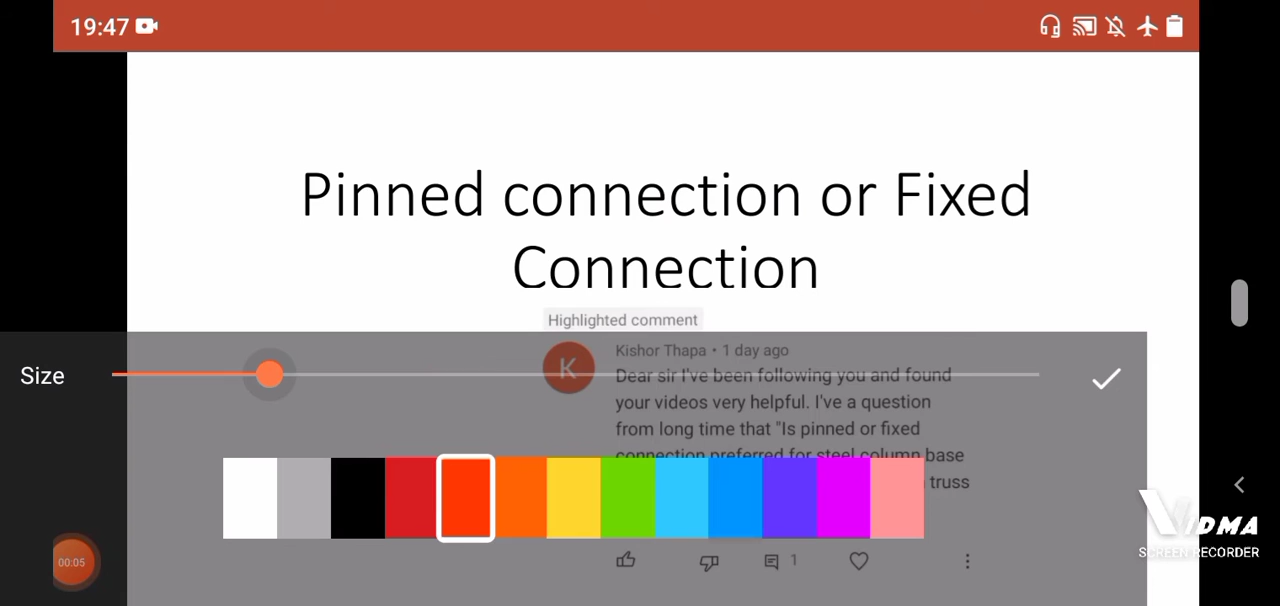 19:47
Pinned connection or Fixed
Connection
Highlighted comment
Kishor Thapa • 1 day ago
K
Size
Dear sir I've been following you and found
your videos very helpful. I've a question
from long time that "Is pinned or fixed
connection preferred for steel column base
truss
00:05
1
VIDMA
SCREEN RECORDER